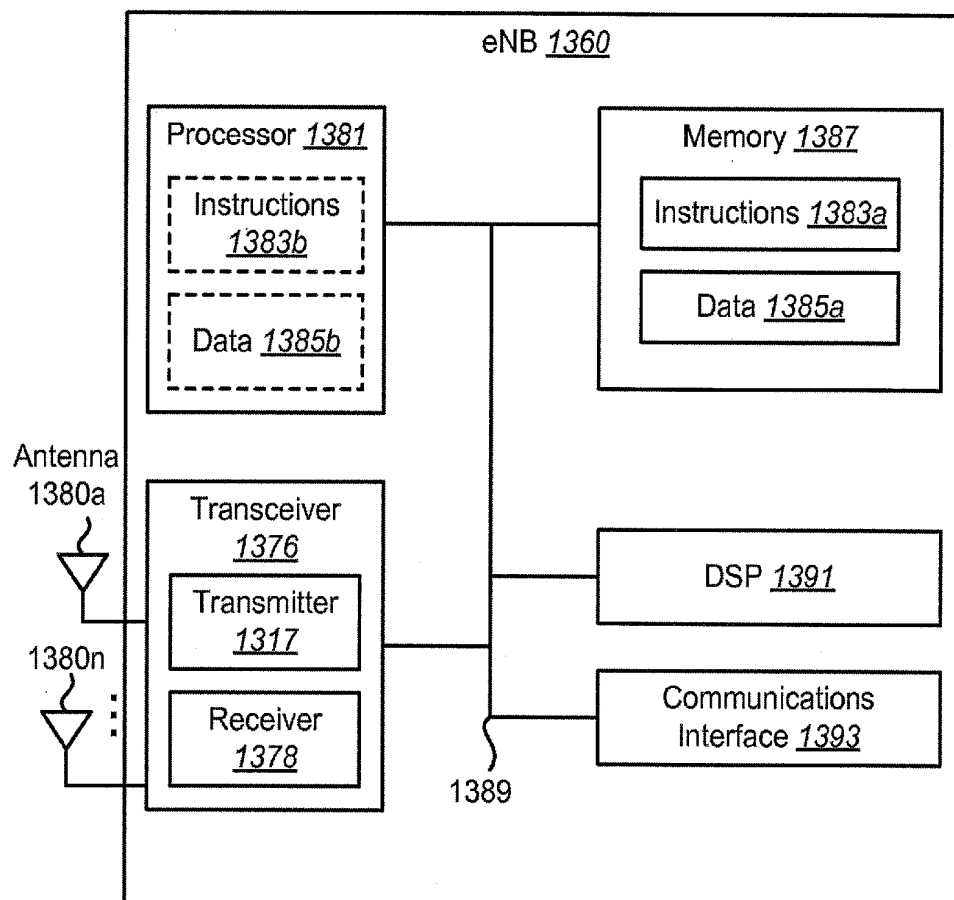 eNB 1360
Processor 1381
Instructions
1383b
Data 1385b
Memory 1387
Instructions 1383a
Data 1385a
Antenna
1380a
1380n
Transceiver
1376
Transmitter
1317
Receiver
1378
DSP 1391
Communications
Interface 1393
1389